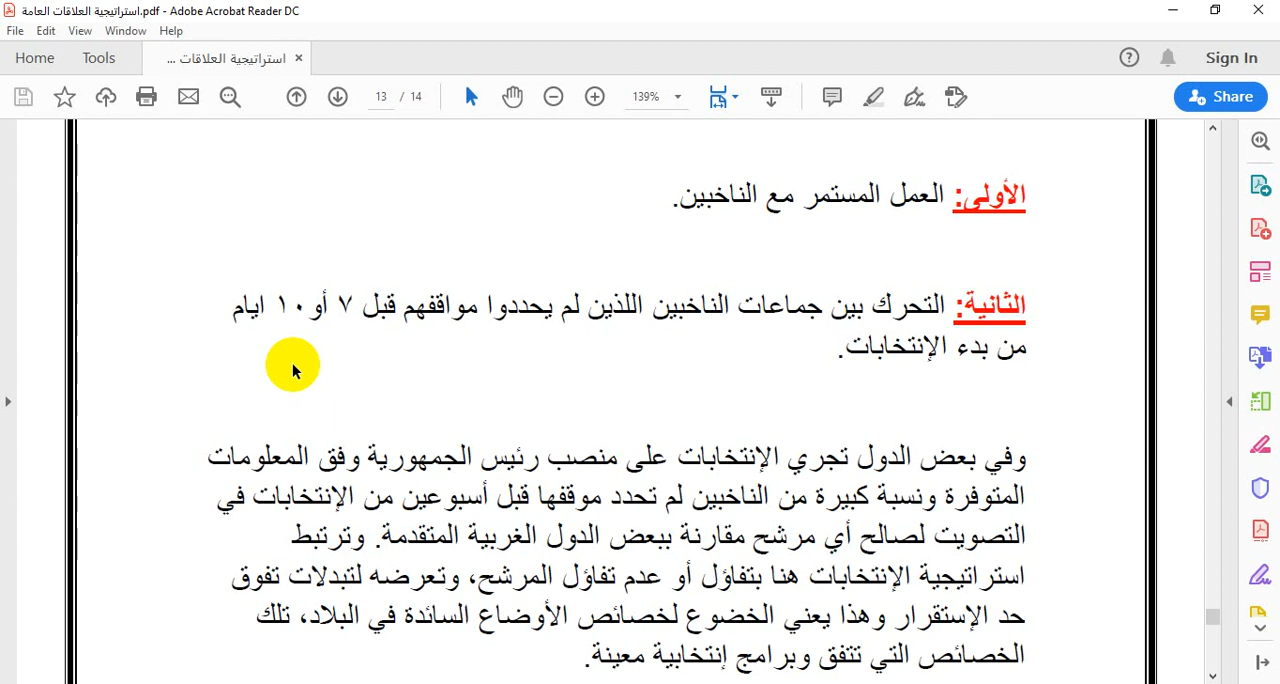 استراتيجية العلاقات العامة.pdf - Adobe Acrobat Reader DC
File Edit View Window Help
Home Tools استراتيجية العلاقات ... × Sign In
13 / 14 139% Share
الأولى: العمل المستمر مع الناخبين.
الثانية: التحرك بين جماعات الناخبين اللذين لم يحددوا مواقفهم قبل ٧ أو ١٠ ايام
من بدء الإنتخابات.
وفي بعض الدول تجري الإنتخابات على منصب رئيس الجمهورية وفق المعلومات
المتوفرة ونسبة كبيرة من الناخبين لم تحدد موقفها قبل أسبوعين من الإنتخابات في
التصويت لصالح أي مرشح مقارنة ببعض الدول الغربية المتقدمة. وترتبط
استراتيجية الإنتخابات هنا بتفاؤل أو عدم تفاؤل المرشح، وتعرضه لتبدلات تفوق
حد الإستقرار وهذا يعني الخضوع لخصائص الأوضاع السائدة في البلاد، تلك
الخصائص التي تتفق وبرامج إنتخابية معينة.